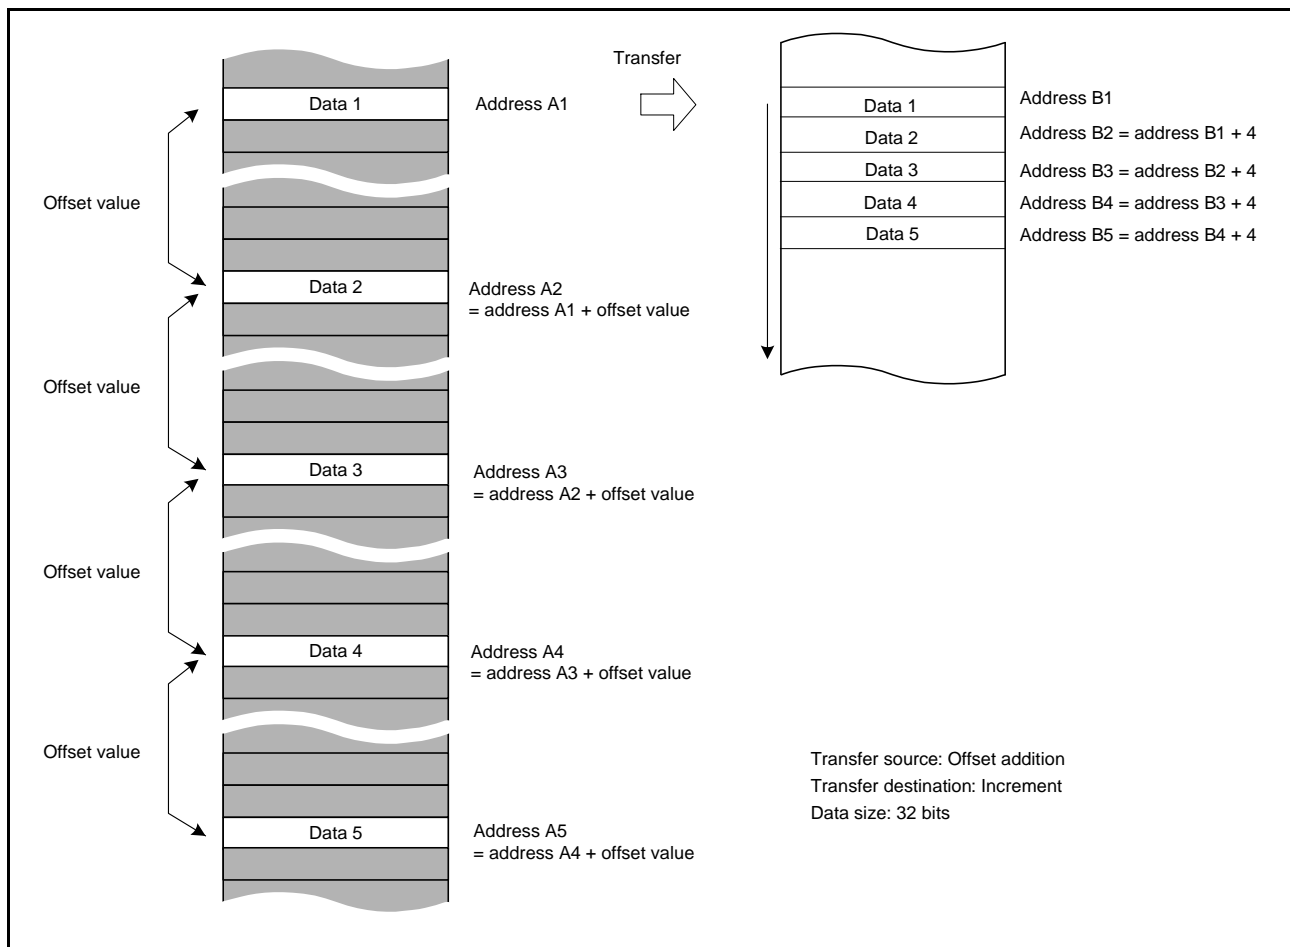 Transfer
Data 1
Address A1
Data 1
Address B1
Data 2
Address B2 = address B1 + 4
Data 3
Address B3 = address B2 + 4
Data 4
Address B4 = address B3 + 4
Data 5
Address B5 = address B4 + 4
Offset value
Data 2
Address A2
= address A1 + offset value
Offset value
Data 3
Address A3
= address A2 + offset value
Offset value
Data 4
Address A4
= address A3 + offset value
Offset value
Data 5
Address A5
= address A4 + offset value
Transfer source: Offset addition
Transfer destination: Increment
Data size: 32 bits